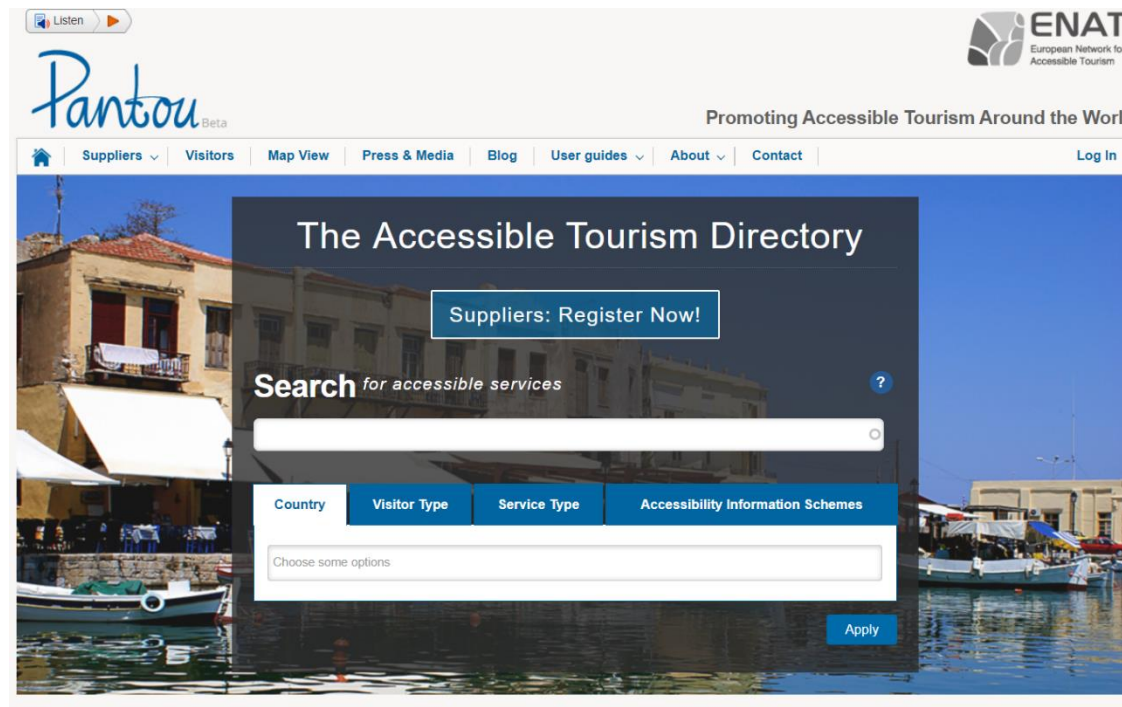 Listen
ENAT
European Network fo
Accessible Tourism
Pantou Beta
Promoting Accessible Tourism Around the Worl
Suppliers Visitors Map View Press & Media Blog User guides About Contact Log In
The Accessible Tourism Directory
Suppliers: Register Now!
Search for accessible services ?
Country Visitor Type Service Type Accessibility Information Schemes
Choose some options
Apply